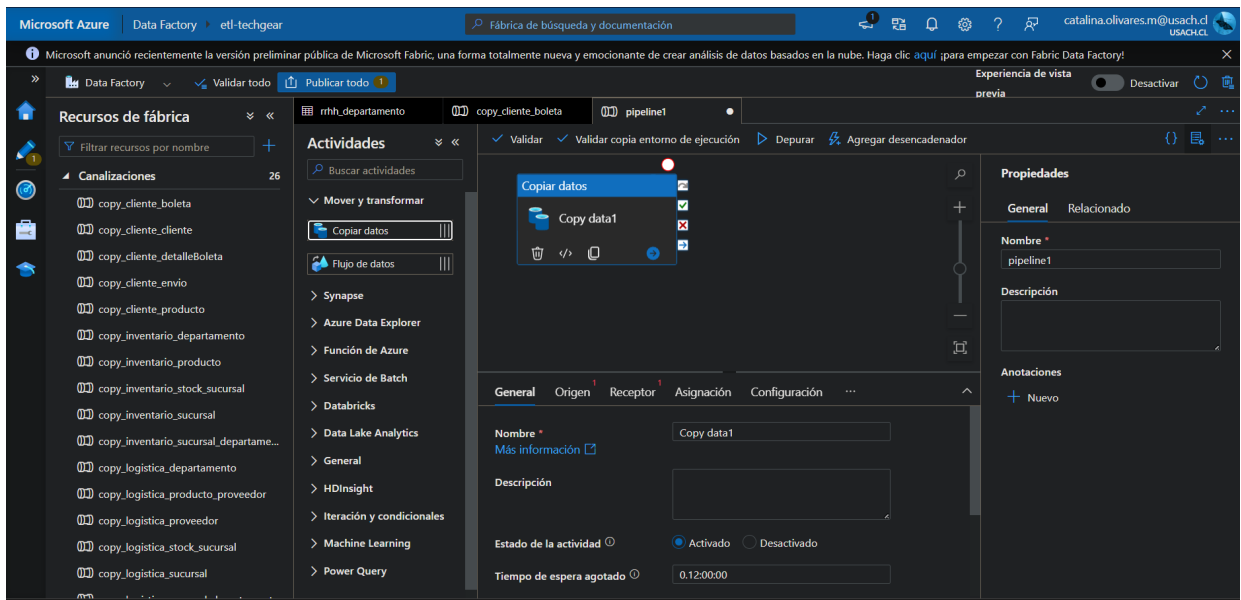 Microsoft Azure
Data Factory
etl-techgear
Fábrica de búsqueda y documentación
1
catalina.olivares.m@usach.cl
USACH.CL
Microsoft anunció recientemente la versión preliminar pública de Microsoft Fabric, una forma totalmente nueva y emocionante de crear análisis de datos basados en la nube. Haga clic aquí ¡para empezar con Fabric Data Factory!
Data Factory
Validar todo
Publicar todo 1
Experiencia de vista previa
Desactivar
1
Recursos de fábrica
Filtrar recursos por nombre
Canalizaciones 26
copy_cliente_boleta
copy_cliente_cliente
copy_cliente_detalleBoleta
copy_cliente_envio
copy_cliente_producto
copy_inventario_departamento
copy_inventario_producto
copy_inventario_stock_sucursal
copy_inventario_sucursal
copy_inventario_sucursal_departame...
copy_logistica_departamento
copy_logistica_producto_proveedor
copy_logistica_proveedor
copy_logistica_stock_sucursal
copy_logistica_sucursal
rrhh_departamento
copy_cliente_boleta
pipeline1
Actividades
Buscar actividades
Mover y transformar
Copiar datos
Flujo de datos
Synapse
Azure Data Explorer
Función de Azure
Servicio de Batch
Databricks
Data Lake Analytics
General
HDInsight
Iteración y condicionales
Machine Learning
Power Query
Validar
Validar copia entorno de ejecución
Depurar
Agregar desencadenador
Copiar datos
Copy data1
General
Origen 1
Receptor 1
Asignación
Configuración
...
Nombre *
Copy data1
Más información
Descripción
Estado de la actividad
Activado
Desactivado
Tiempo de espera agotado
0.12:00:00
Propiedades
General
Relacionado
Nombre *
pipeline1
Descripción
Anotaciones
Nuevo